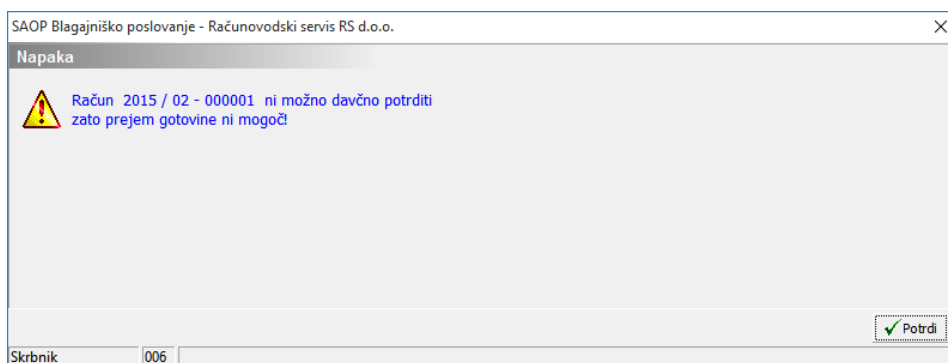 SAOP Blagajniško poslovanje - Računovodski servis RS d.o.o.
Napaka
Račun 2015 / 02 - 000001 ni možno davčno potrditi
zato prejem gotovine ni mogoč!
Potrdi
Skrbnik 006